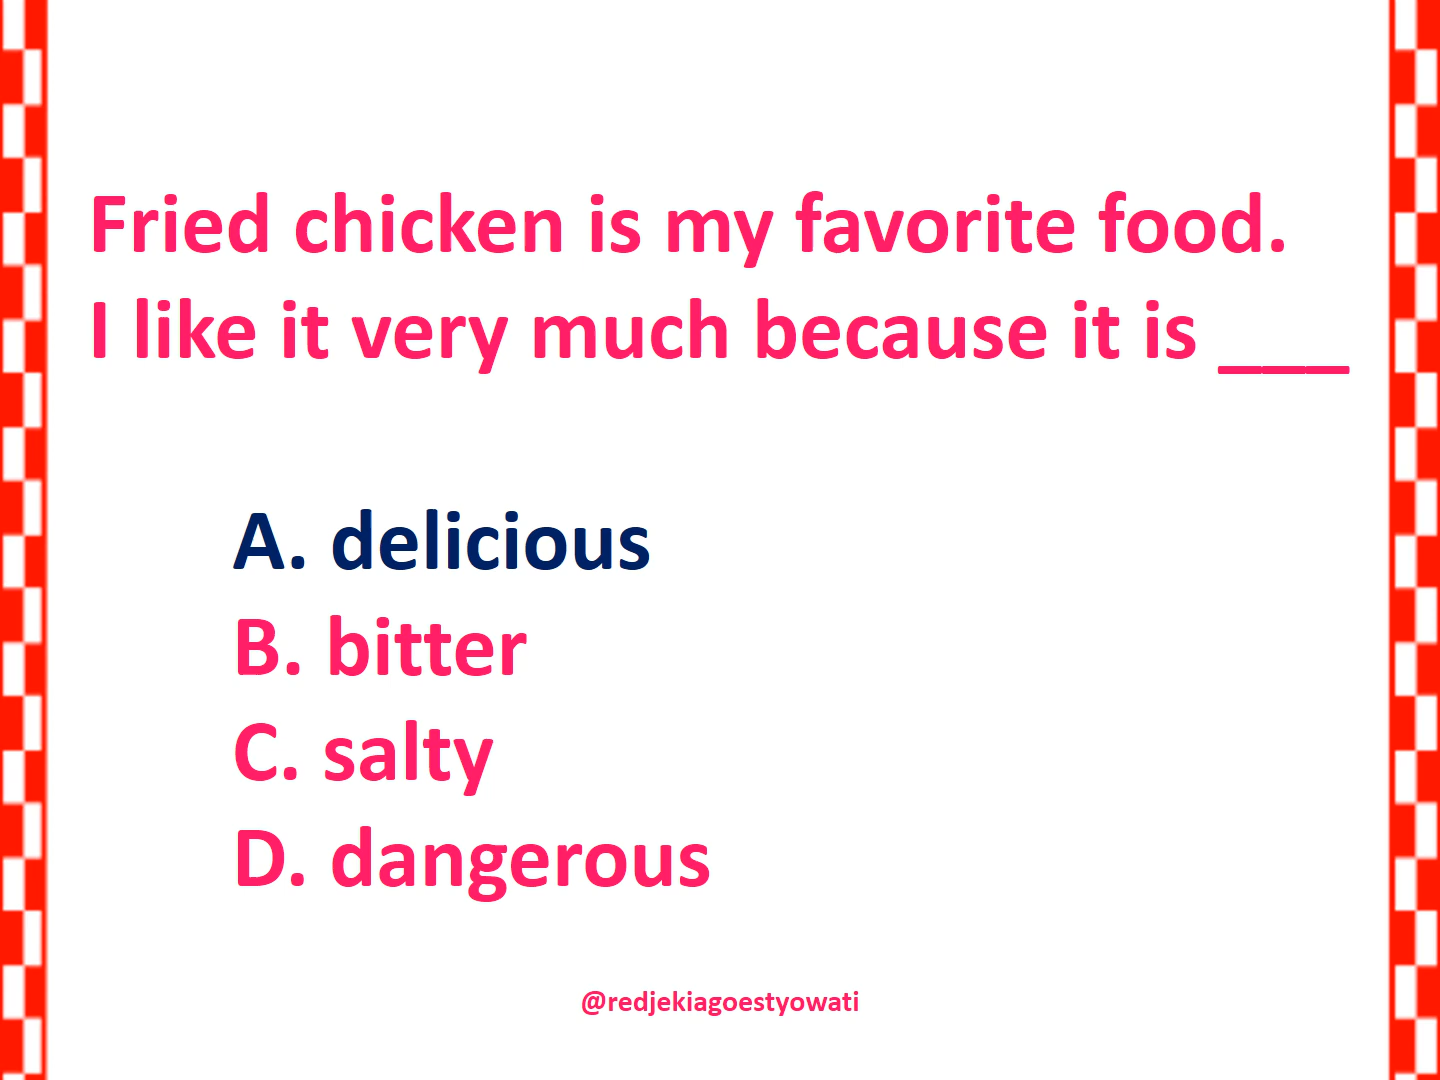 Fried chicken is my favorite food.
I like it very much because it is ___
A. delicious
B. bitter
C. salty
D. dangerous
@redjekiagoestyowati